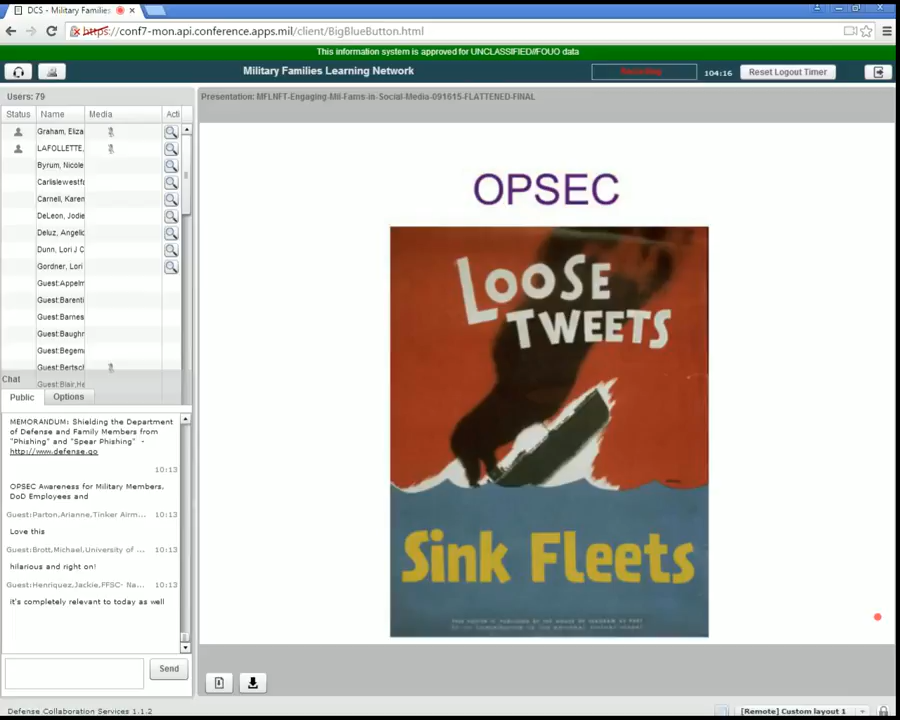 DCS - Military Families
https://conf7-mon.api.conference.apps.mil/client/BigBlueButton.html
This information system is approved for UNCLASSIFIED//FOUO data
Military Families Learning Network
Recording
104:16
Reset Logout Timer
Users: 79
Presentation: MFLNFT-Engaging-Mil-Fams-in-Social-Media-091615-FLATTENED-FINAL
Status
Name
Media
Acti
Graham, Eliza
LAFOLLETTE,
Byrum, Nicole
Carlislewestfa
Carnell, Karen
DeLeon, Jodie
Deluz, Angelic
Dunn, Lori J C
Gordner, Lori
Guest:Appelm
Guest:Barenti
Guest:Barnes
Guest:Baughr
Guest:Begem
Guest:Bertsch
Guest:Blair,He
Chat
Public
Options
MEMORANDUM: Shielding the Department
of Defense and Family Members from
"Phishing" and "Spear Phishing" -
http://www.defense.go
10:13
OPSEC Awareness for Military Members,
DoD Employees and
Guest:Parton,Arianne,Tinker Airm... 10:13
Love this
Guest:Brott,Michael,University of ... 10:13
hilarious and right on!
Guest:Henriquez,Jackie,FFSC- Na... 10:13
it's completely relevant to today as well
Send
OPSEC
LOOSE
TWEETS
Sink Fleets
Defense Collaboration Services 1.1.2
[Remote] Custom layout 1